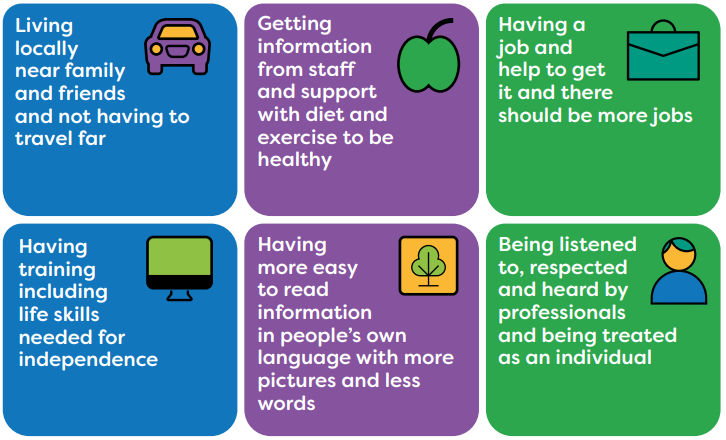 Living
locally
near family
and friends
and not having to
travel far
Getting
information
from staff
and support
with diet and
exercise to be
healthy
Having a
job and
help to get
it and there
should be more jobs
Having
training
including
life skills
needed for
independence
Having
more easy
to read
information
in people’s own
language with more
pictures and less
words
Being listened
to, respected
and heard by
professionals
and being treated
as an individual